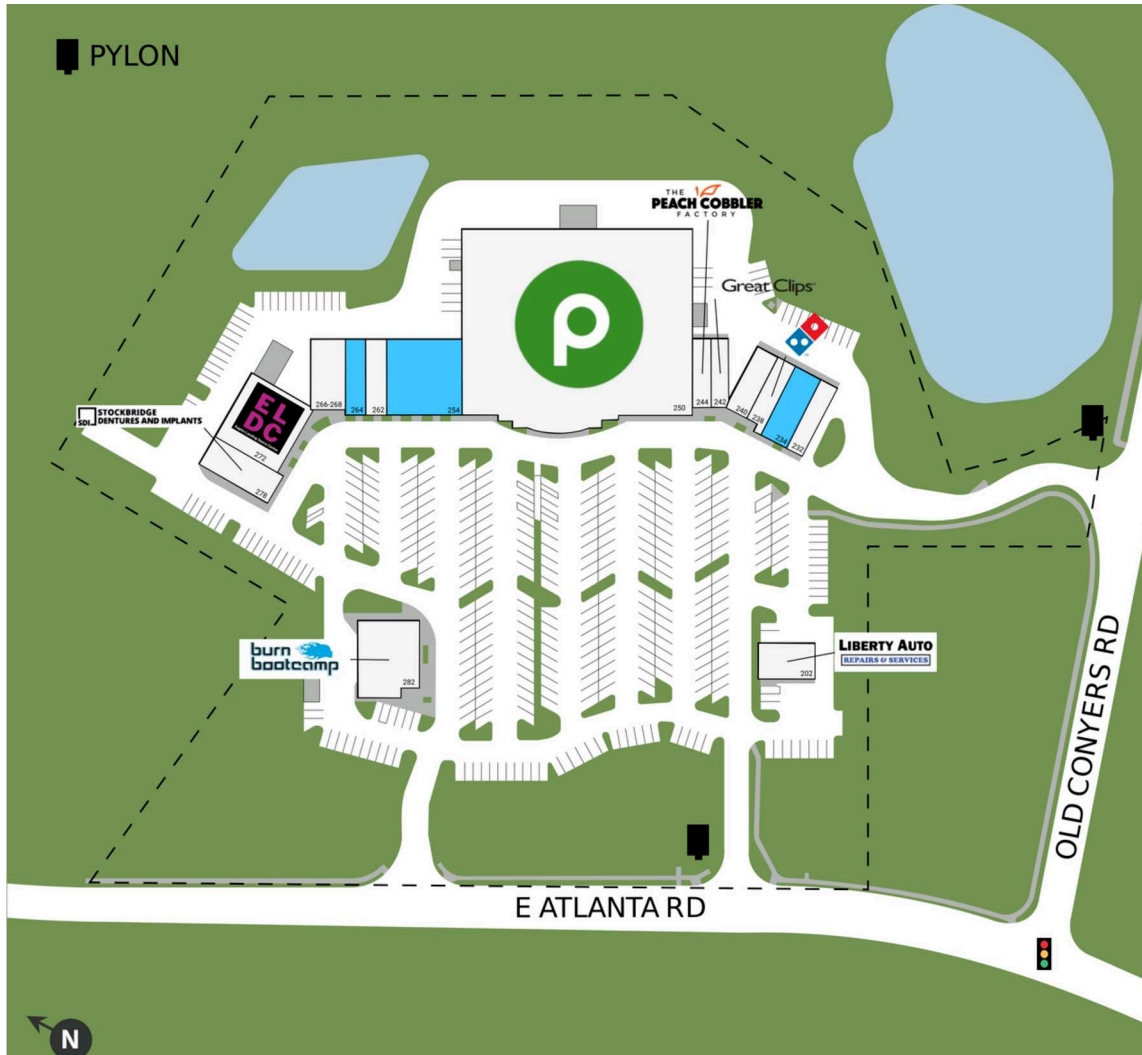 PYLON
THE
PEACH COBBLER
FACTORY
Great Clips
266-268
264
262
254
250
244
242
240
238
234
232
ELDC
SDI
STOCKBRIDGE
DENTURES AND IMPLANTS
272
278
burn
bootcamp
282
LIBERTY AUTO
REPAIRS & SERVICES
202
OLD CONYERS RD
E ATLANTA RD
N